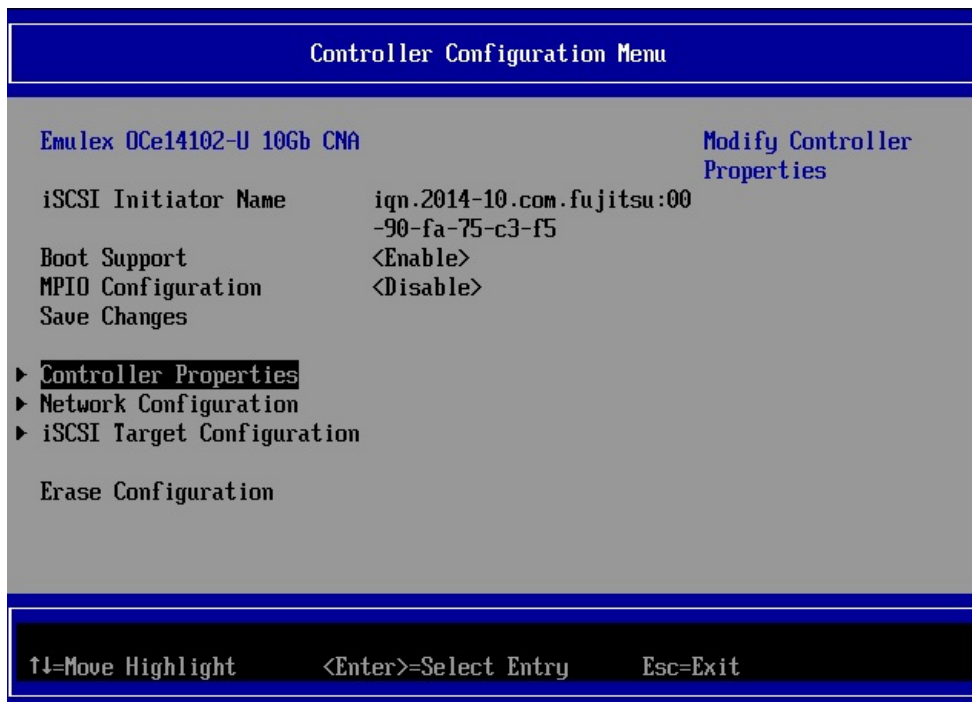 Controller Configuration Menu
Emulex OCe14102-U 10Gb CNA
Modify Controller
Properties
iSCSI Initiator Name iqn.2014-10.com.fujitsu:00
-90-fa-75-c3-f5
Boot Support <Enable>
MPIO Configuration <Disable>
Save Changes
► Controller Properties
► Network Configuration
► iSCSI Target Configuration
Erase Configuration
↑↓=Move Highlight <Enter>=Select Entry Esc=Exit